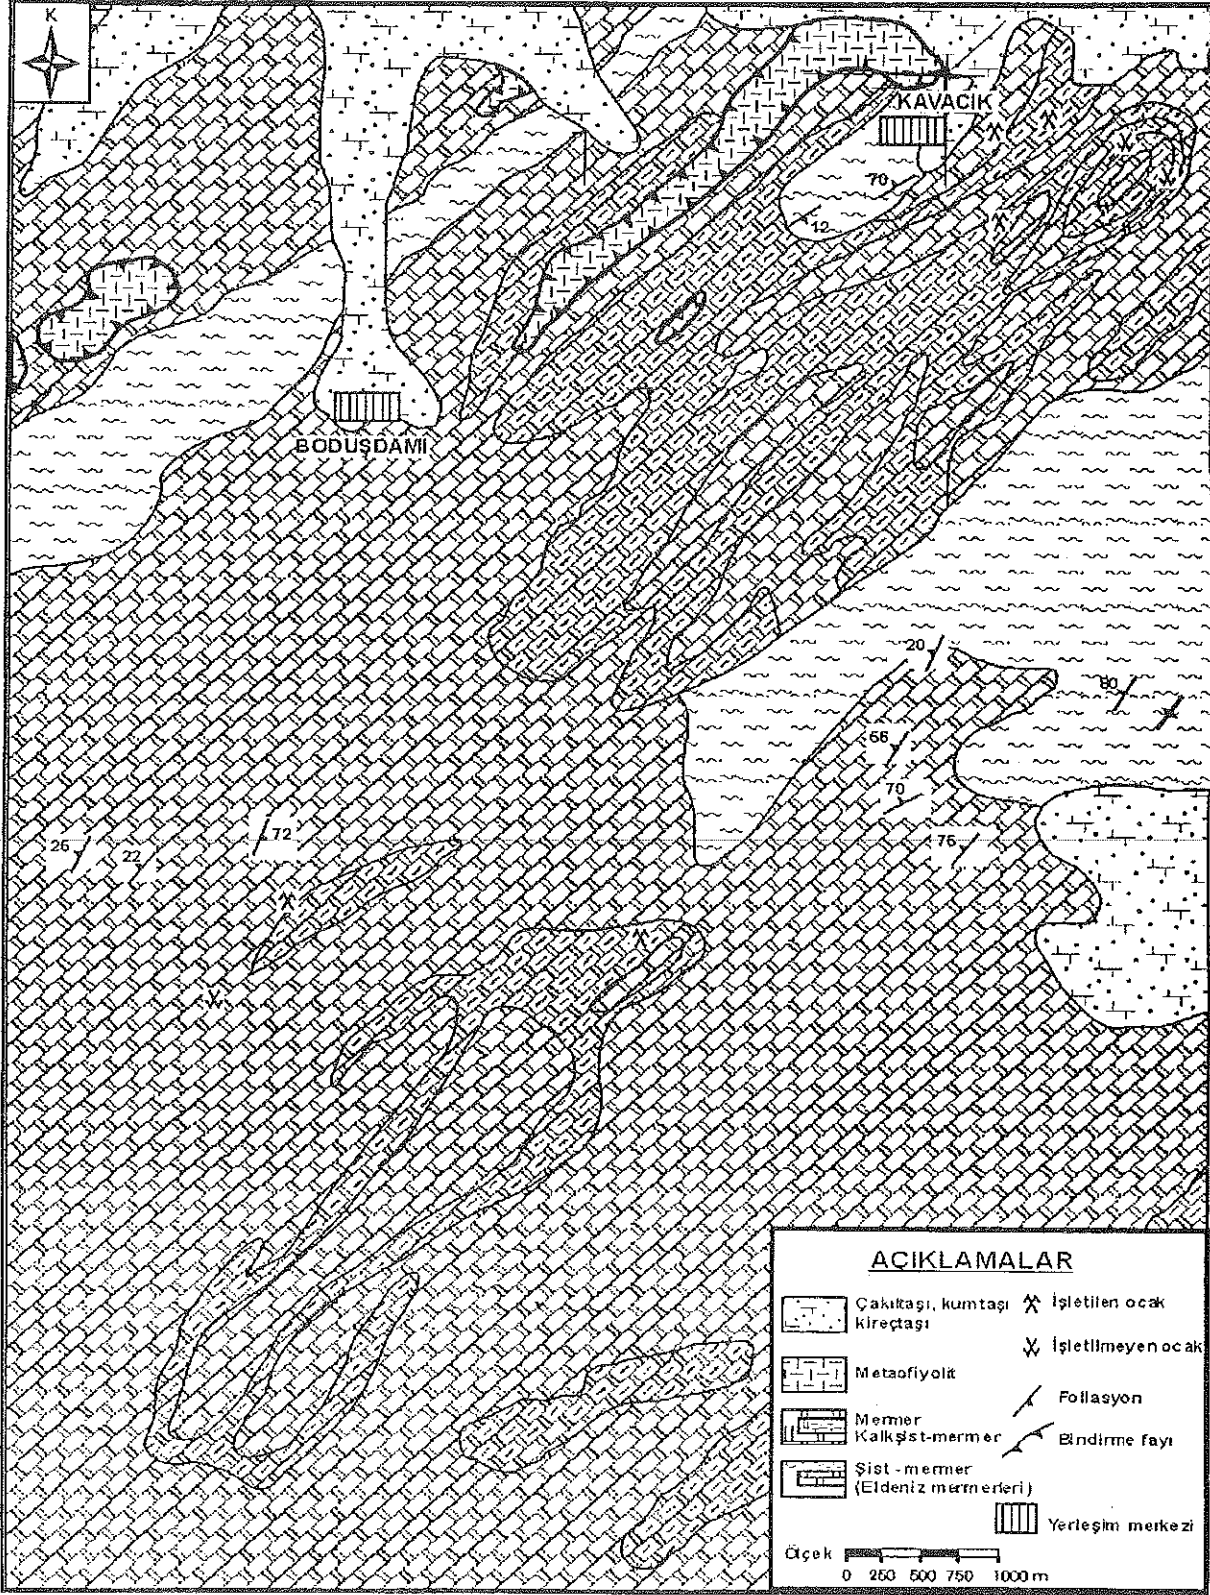 K
KAVACIK
70
12
BODUŞDAMI
20
80
66
70
76
25
22
72
AÇIKLAMALAR
Çakıltaşı, kumtaşı
kireçtaşı
İşletilen ocak
İşletilmeyen ocak
Metaofiyolit
Foliasyon
Mermer
Kalkşist-mermer
Bindirme fayı
Şist-mermer
(Eldeniz mermerleri)
Yerleşim merkezi
Ölçek
0 250 500 750 1000 m